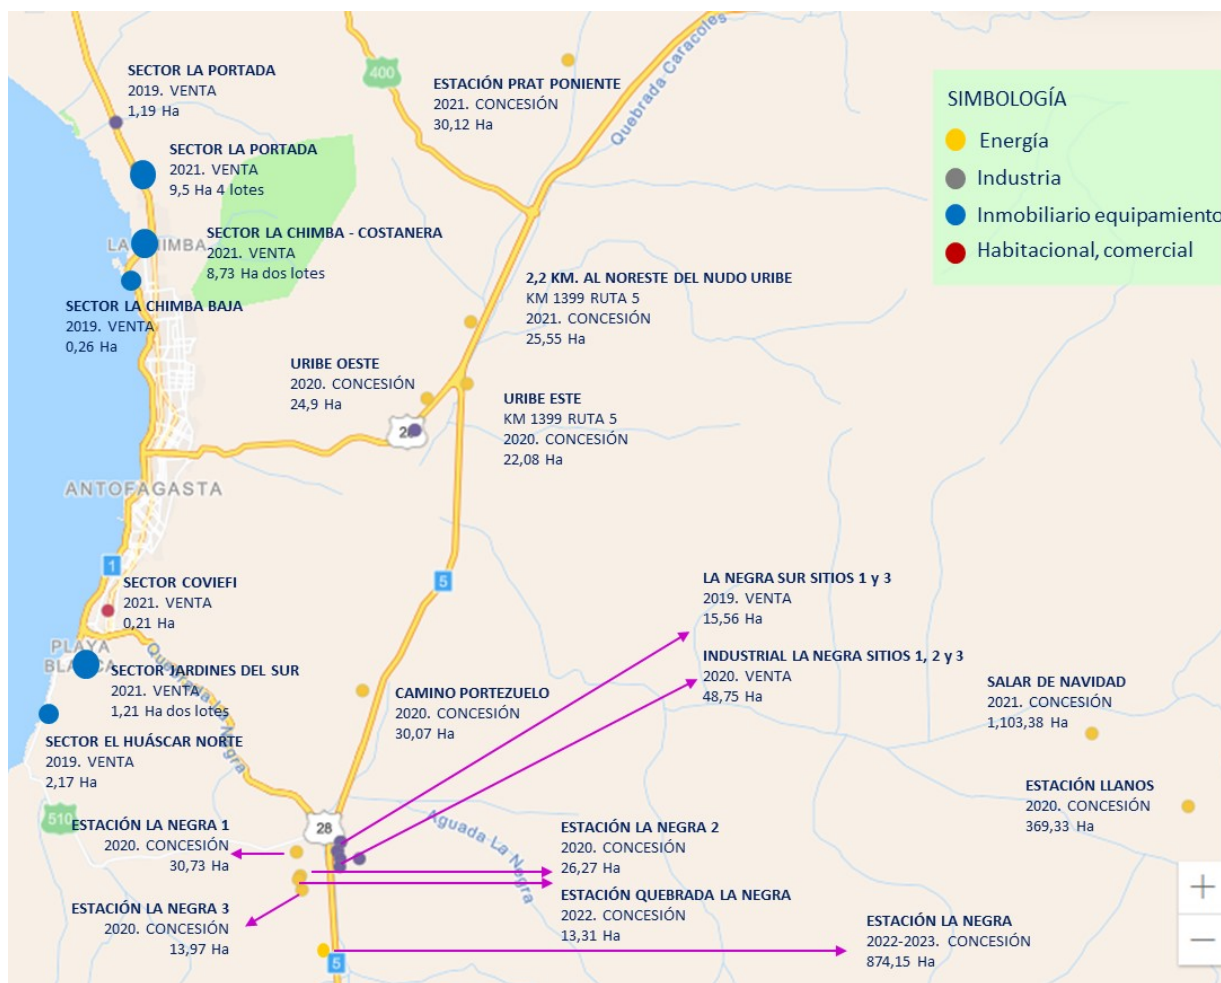 SECTOR LA PORTADA
2019. VENTA
1,19 Ha
400
ESTACIÓN PRAT PONIENTE
2021. CONCESIÓN
30,12 Ha
Quebrada Caracoles
SIMBOLOGÍA
Energía
Industria
Inmobiliario equipamiento
Habitacional, comercial
SECTOR LA PORTADA
2021. VENTA
9,5 Ha 4 lotes
LA CHIMBA
SECTOR LA CHIMBA - COSTANERA
2021. VENTA
8,73 Ha dos lotes
SECTOR LA CHIMBA BAJA
2019. VENTA
0,26 Ha
2,2 KM. AL NORESTE DEL NUDO URIBE
KM 1399 RUTA 5
2021. CONCESIÓN
25,55 Ha
URIBE OESTE
2020. CONCESIÓN
24,9 Ha
URIBE ESTE
KM 1399 RUTA 5
2020. CONCESIÓN
22,08 Ha
ANTOFAGASTA
1
5
SECTOR COVIEFI
2021. VENTA
0,21 Ha
PLAYA
BLANCA
SECTOR JARDINES DEL SUR
2021. VENTA
1,21 Ha dos lotes
SECTOR EL HUÁSCAR NORTE
2019. VENTA
2,17 Ha
Quebrada La Negra
CAMINO PORTEZUELO
2020. CONCESIÓN
30,07 Ha
LA NEGRA SUR SITIOS 1 y 3
2019. VENTA
15,56 Ha
INDUSTRIAL LA NEGRA SITIOS 1, 2 y 3
2020. VENTA
48,75 Ha
SALAR DE NAVIDAD
2021. CONCESIÓN
1,103,38 Ha
ESTACIÓN LLANOS
2020. CONCESIÓN
369,33 Ha
510
28
Aguada La Negra
ESTACIÓN LA NEGRA 1
2020. CONCESIÓN
30,73 Ha
ESTACIÓN LA NEGRA 2
2020. CONCESIÓN
26,27 Ha
ESTACIÓN QUEBRADA LA NEGRA
2022. CONCESIÓN
13,31 Ha
ESTACIÓN LA NEGRA 3
2020. CONCESIÓN
13,97 Ha
ESTACIÓN LA NEGRA
2022-2023. CONCESIÓN
874,15 Ha
5